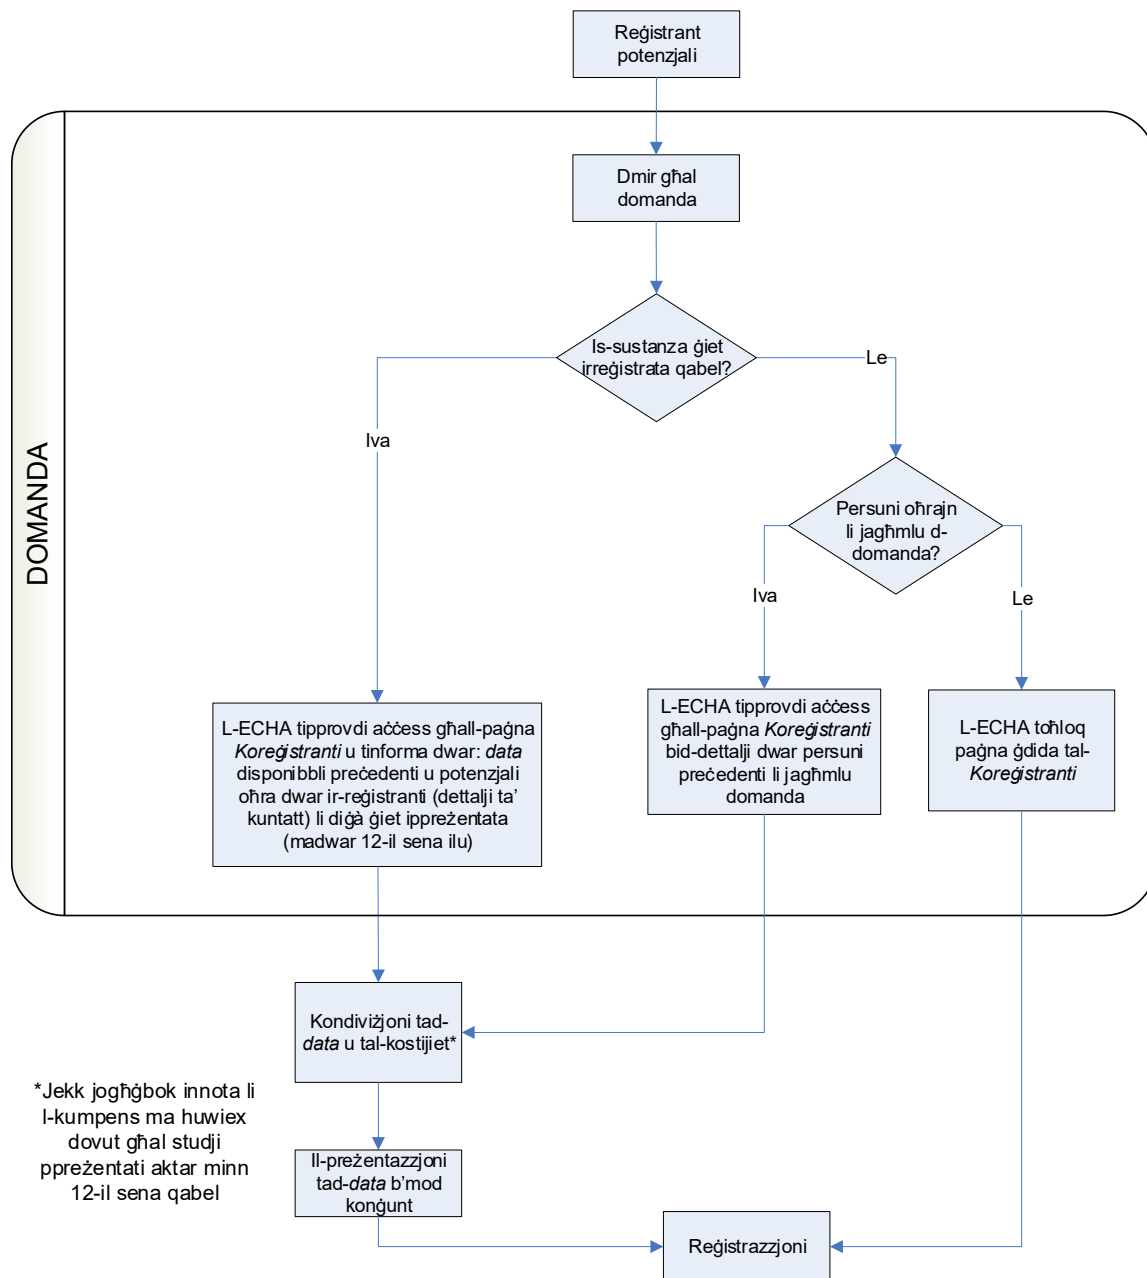 Reġistrant
potenzjali
Dmir għal
domanda
Is-sustanza ġiet
irreġistrata qabel?
Le
Iva
DOMANDA
Persuni oħrajn
li jagħmlu d-
domanda?
Iva
Le
L-ECHA tipprovdi aċċess għall-paġna
Koreġistranti u tinforma dwar: data
disponibbli preċedenti u potenzjali
oħra dwar ir-reġistranti (dettalji ta’
kuntatt) li diġà ġiet ippreżentata
(madwar 12-il sena ilu)
L-ECHA tipprovdi aċċess
għall-paġna Koreġistranti
bid-dettalji dwar persuni
preċedenti li jagħmlu
domanda
L-ECHA toħloq
paġna ġdida tal-
Koreġistranti
Kondiviżjoni tad-
data u tal-kostijiet*
*Jekk jogħġbok innota li
l-kumpens ma huwiex
dovut għal studji
ppreżentati aktar minn
12-il sena qabel
Il-preżentazzjoni
tad-data b’mod
konġunt
Reġistrazzjoni